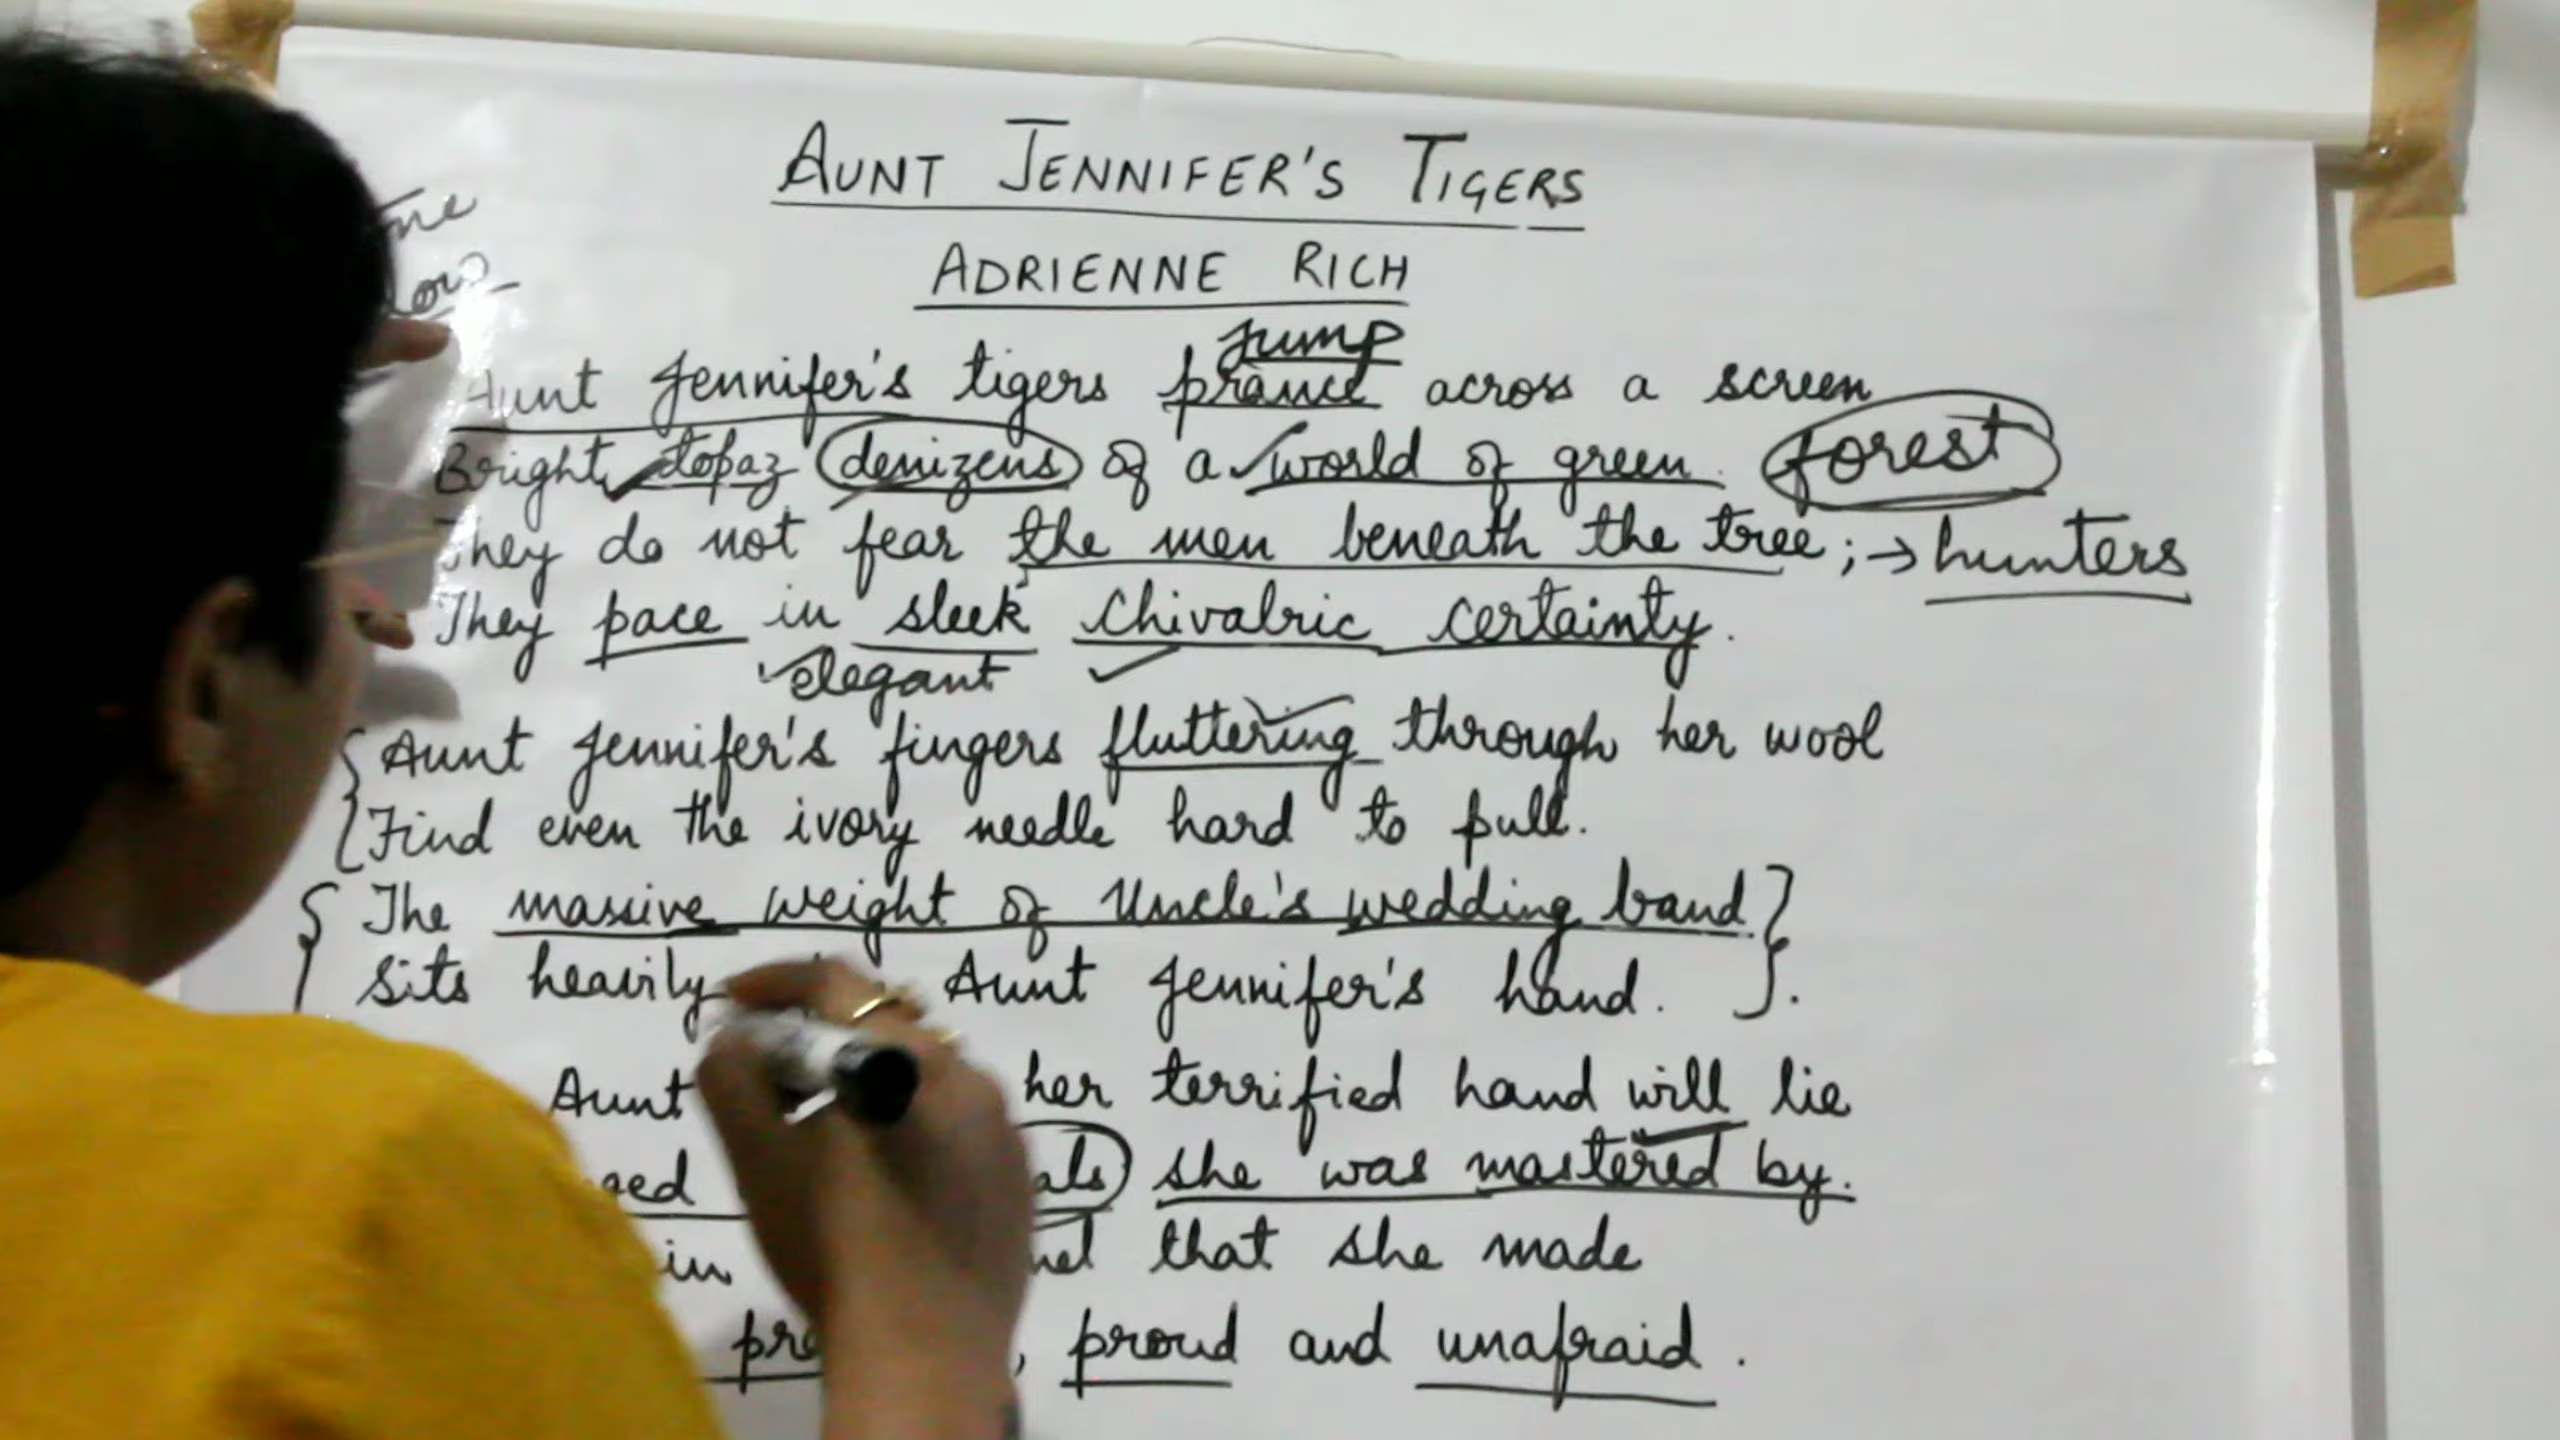 AUNT JENNIFER'S TIGERS
ADRIENNE RICH
jump
Aunt Jennifer's tigers prance across a screen
Bright topaz denizens of a world of green. forest
They do not fear the men beneath the tree; → hunters
They pace in sleek chivalric certainty.
elegant
Aunt Jennifer's fingers fluttering through her wool
Find even the ivory needle hard to pull.
The massive weight of Uncle's wedding band
Sits heavily Aunt Jennifer's hand.
Aunt her terrified hand will lie
she was mastered by.
in that she made
, proud and unafraid.